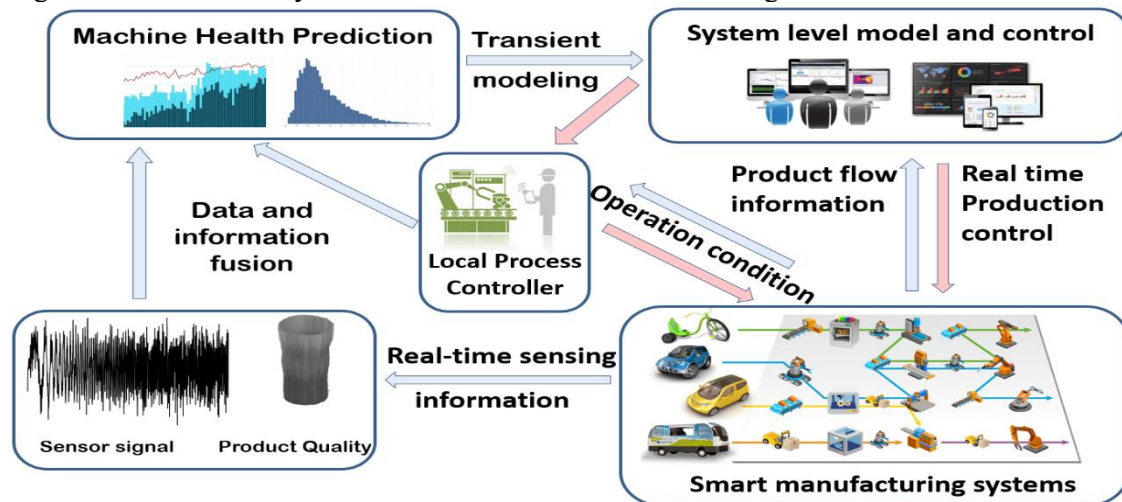 Machine Health Prediction
Transient
modeling
System level model and control
Data and
information
fusion
Local Process
Controller
Operation condition
Product flow
information
Real time
Production
control
Sensor signal
Product Quality
Real-time sensing
information
Smart manufacturing systems